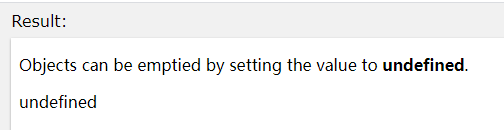 Result:
Objects can be emptied by setting the value to undefined.
undefined